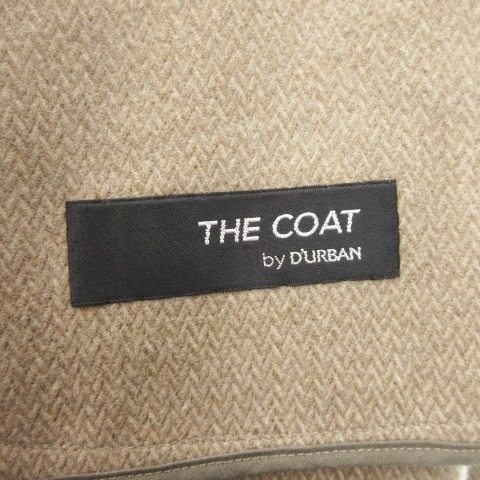 THE COAT
by D'URBAN